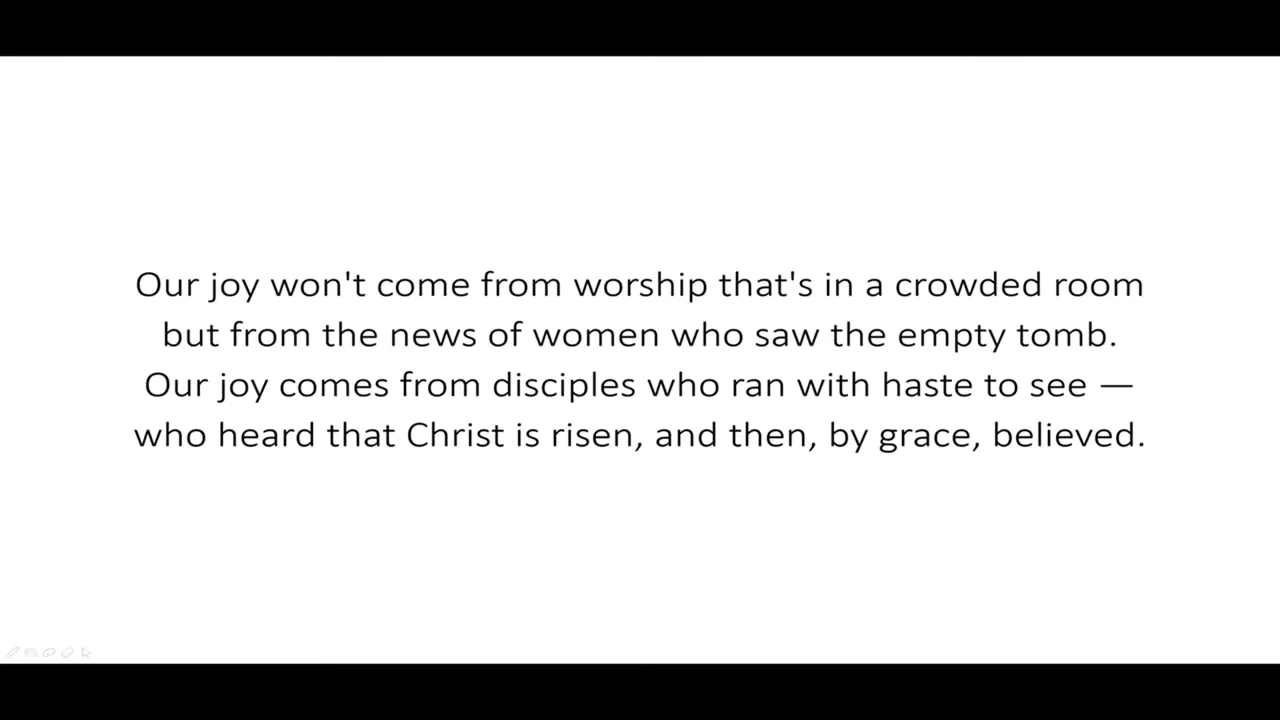 Our joy won't come from worship that's in a crowded room
but from the news of women who saw the empty tomb.
Our joy comes from disciples who ran with haste to see —
who heard that Christ is risen, and then, by grace, believed.